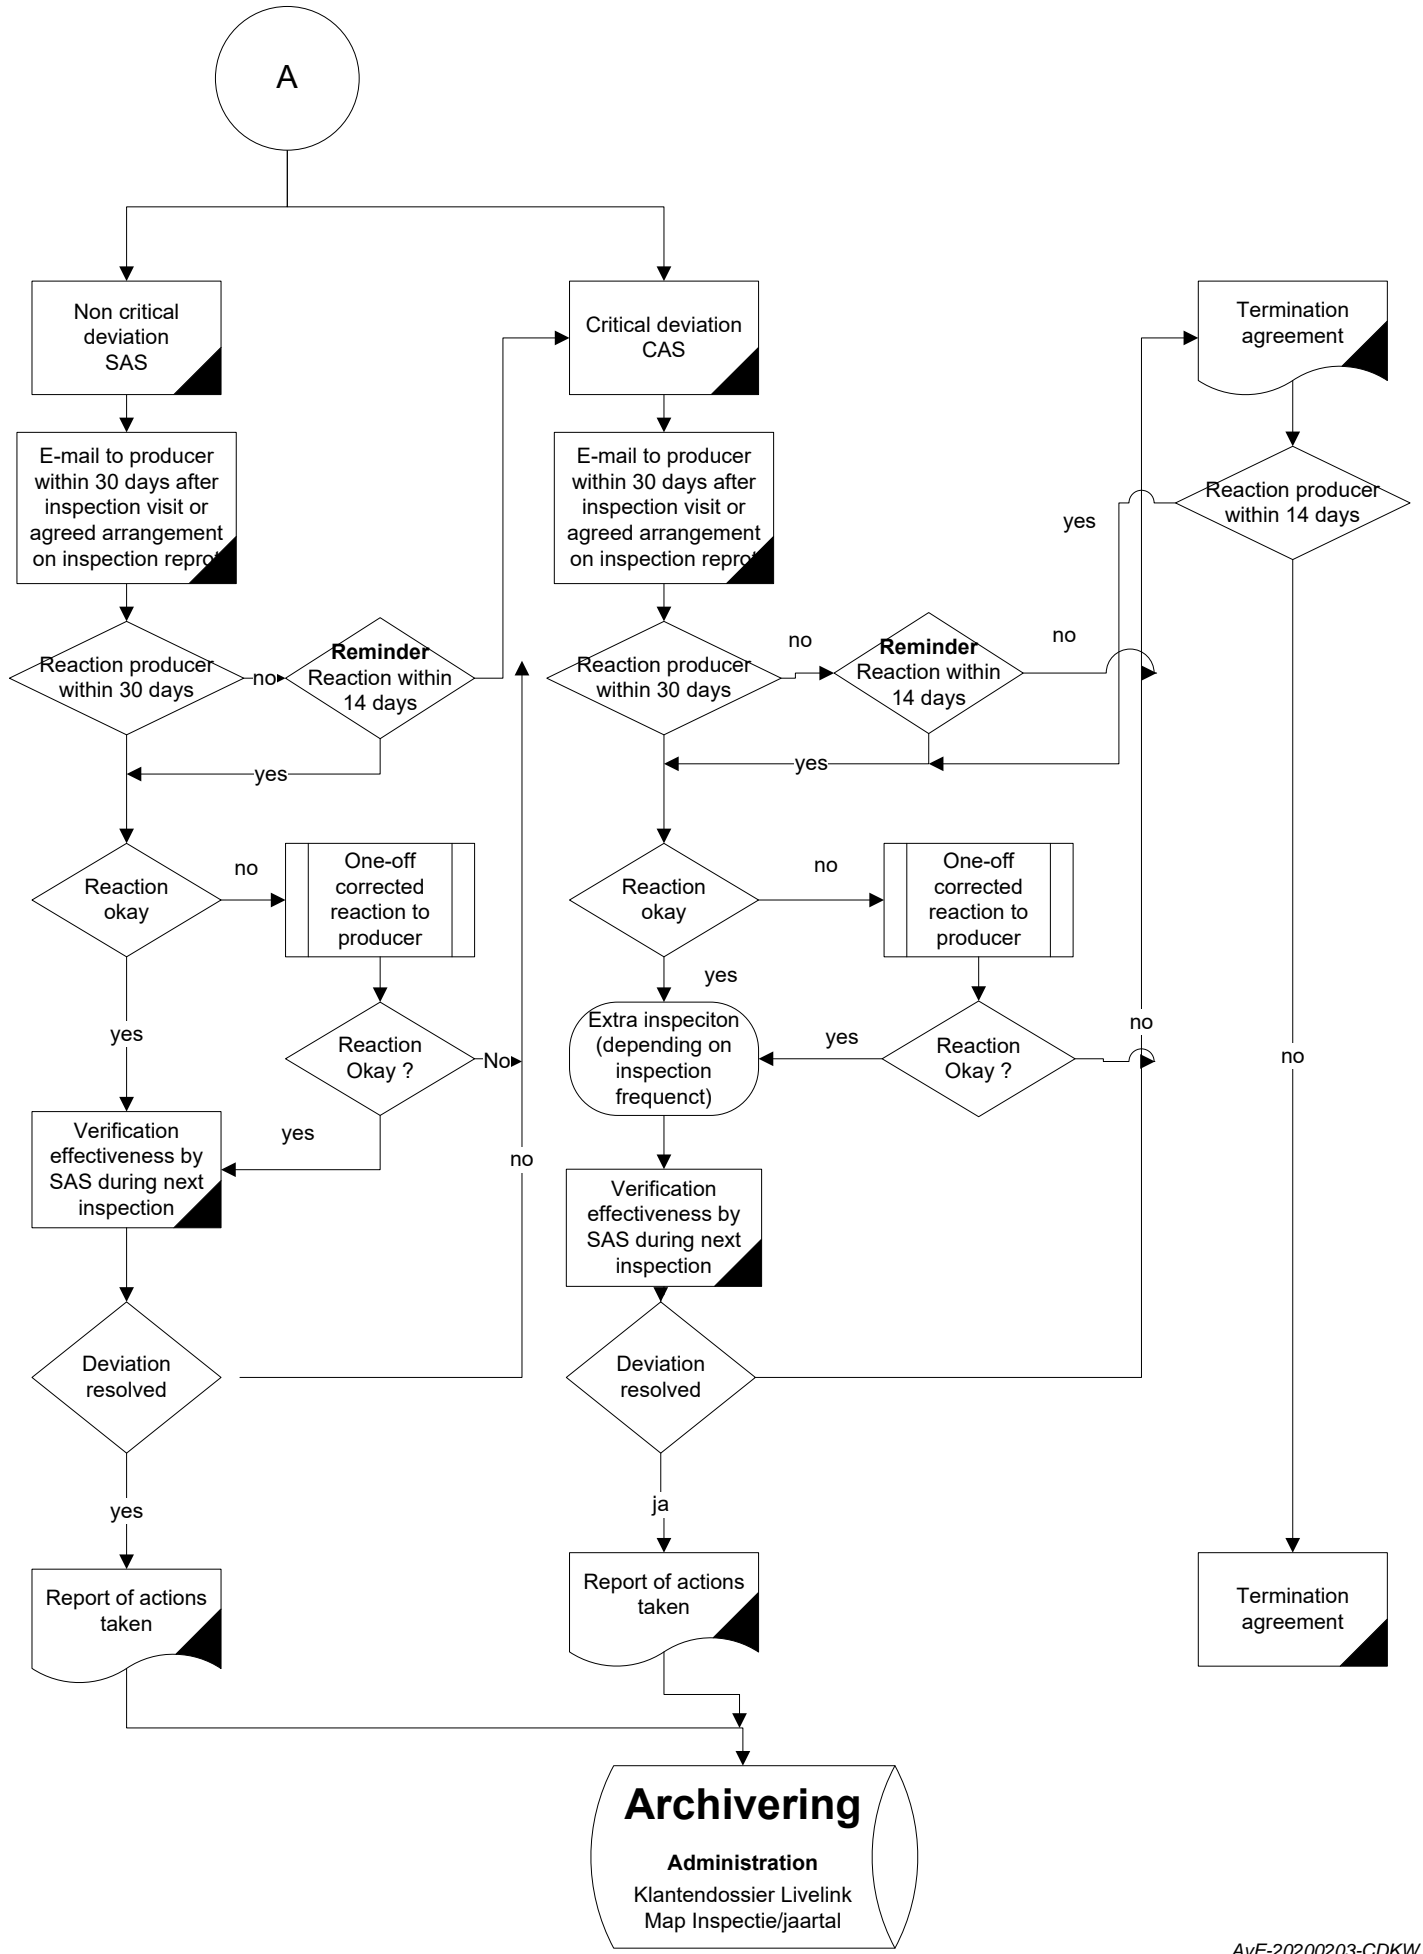 A
Non critical
deviation
SAS
Critical deviation
CAS
Termination
agreement
E-mail to producer
within 30 days after
inspection visit or
agreed arrangement
on inspection reprot
E-mail to producer
within 30 days after
inspection visit or
agreed arrangement
on inspection reprot
Reaction producer
within 14 days
yes
Reaction producer
within 30 days
no
Reminder
Reaction within
14 days
Reaction producer
within 30 days
no
Reminder
Reaction within
14 days
no
yes
yes
Reaction
okay
no
One-off
corrected
reaction to
producer
Reaction
okay
no
One-off
corrected
reaction to
producer
yes
yes
Reaction
Okay ?
No
Extra inspeciton
(depending on
inspection
frequenct)
yes
Reaction
Okay ?
no
no
Verification
effectiveness by
SAS during next
inspection
yes
no
Verification
effectiveness by
SAS during next
inspection
Deviation
resolved
Deviation
resolved
yes
ja
Report of actions
taken
Report of actions
taken
Termination
agreement
Archivering
Administration
Klantendossier Livelink
Map Inspectie/jaartal
AvE-20200203-CDKW